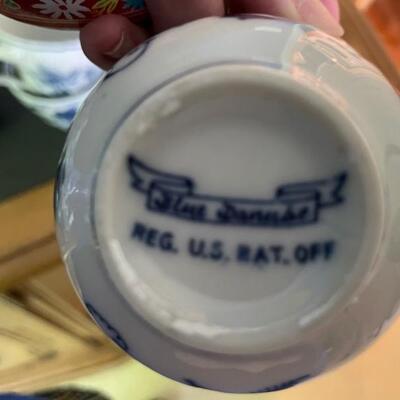 Blue Danube
REG. U.S. PAT. OFF